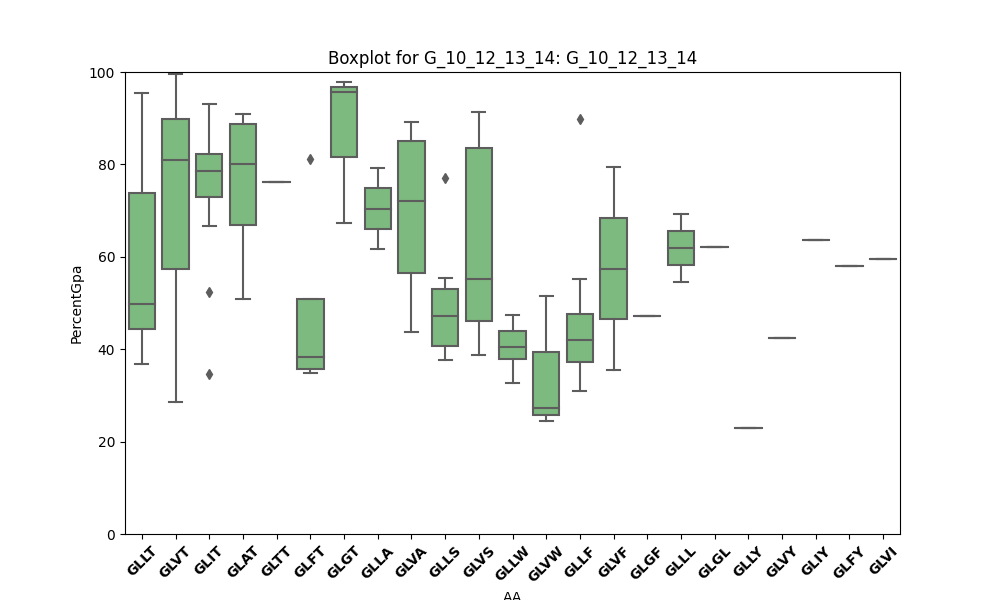 Boxplot for G_10_12_13_14: G_10_12_13_14
100
80
60
40
20
0
PercentGpa
GLLT GLVT GLIT GLAT GLTT GLFT GLGT GLLA GLVA GLLS GLVS GLLW GLVW GLLF GLVF GLGF GLLL GLGL GLLY GLVY GLIY GLFY GLVI
AA